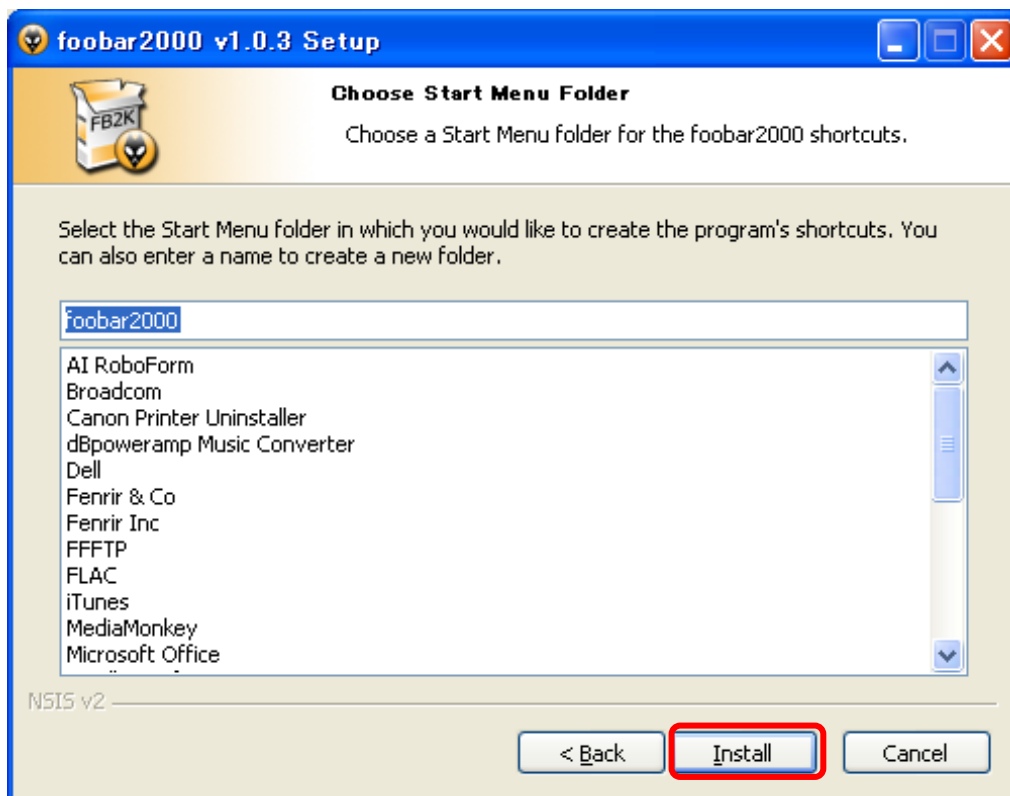 foobar2000 v1.0.3 Setup
FB2K
Choose Start Menu Folder
Choose a Start Menu folder for the foobar2000 shortcuts.
Select the Start Menu folder in which you would like to create the program's shortcuts. You
can also enter a name to create a new folder.
foobar2000
AI RoboForm
Broadcom
Canon Printer Uninstaller
dBpoweramp Music Converter
Dell
Fenrir & Co
Fenrir Inc
FFFTP
FLAC
iTunes
MediaMonkey
Microsoft Office
NSIS v2
< Back
Install
Cancel